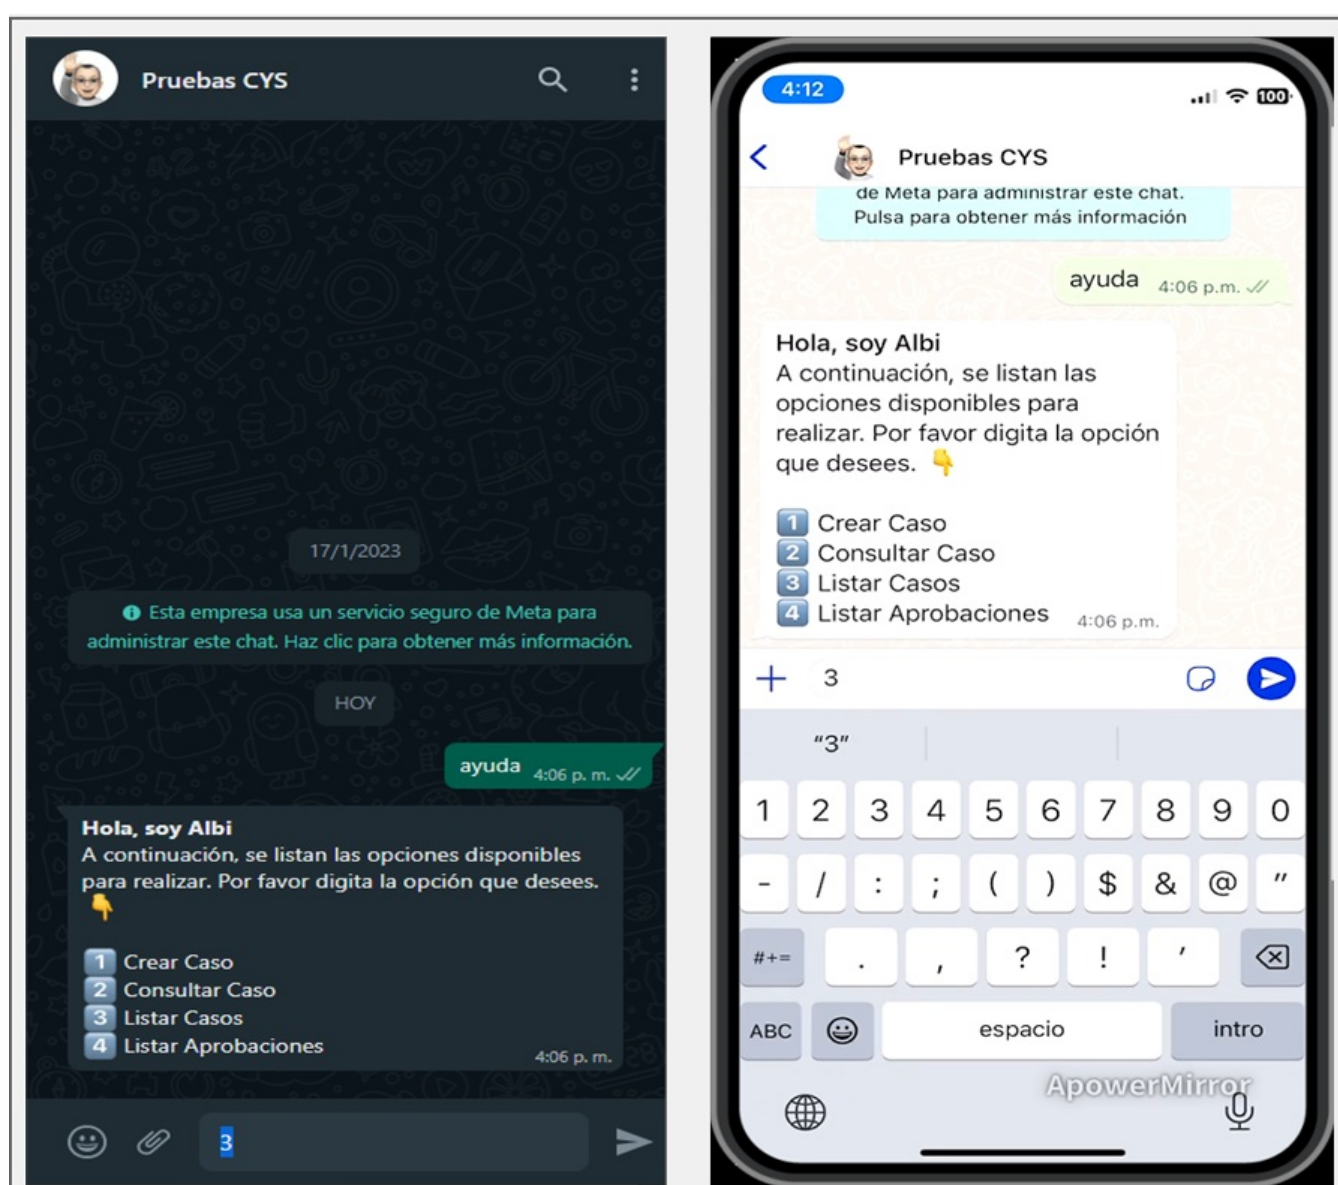 Pruebas CYS
17/1/2023
Esta empresa usa un servicio seguro de Meta para
administrar este chat. Haz clic para obtener más información.
HOY
ayuda 4:06 p. m.
Hola, soy Albi
A continuación, se listan las opciones disponibles
para realizar. Por favor digita la opción que desees.
👇
1 Crear Caso
2 Consultar Caso
3 Listar Casos
4 Listar Aprobaciones
4:06 p. m.
3
4:12 100
Pruebas CYS
de Meta para administrar este chat.
Pulsa para obtener más información
ayuda 4:06 p.m.
Hola, soy Albi
A continuación, se listan las
opciones disponibles para
realizar. Por favor digita la opción
que desees. 👇
1 Crear Caso
2 Consultar Caso
3 Listar Casos
4 Listar Aprobaciones 4:06 p.m.
3
“3”
1 2 3 4 5 6 7 8 9 0
- / : ; ( ) $ & @ "
#+= . , ? ! '
ABC espacio intro
ApowerMirror